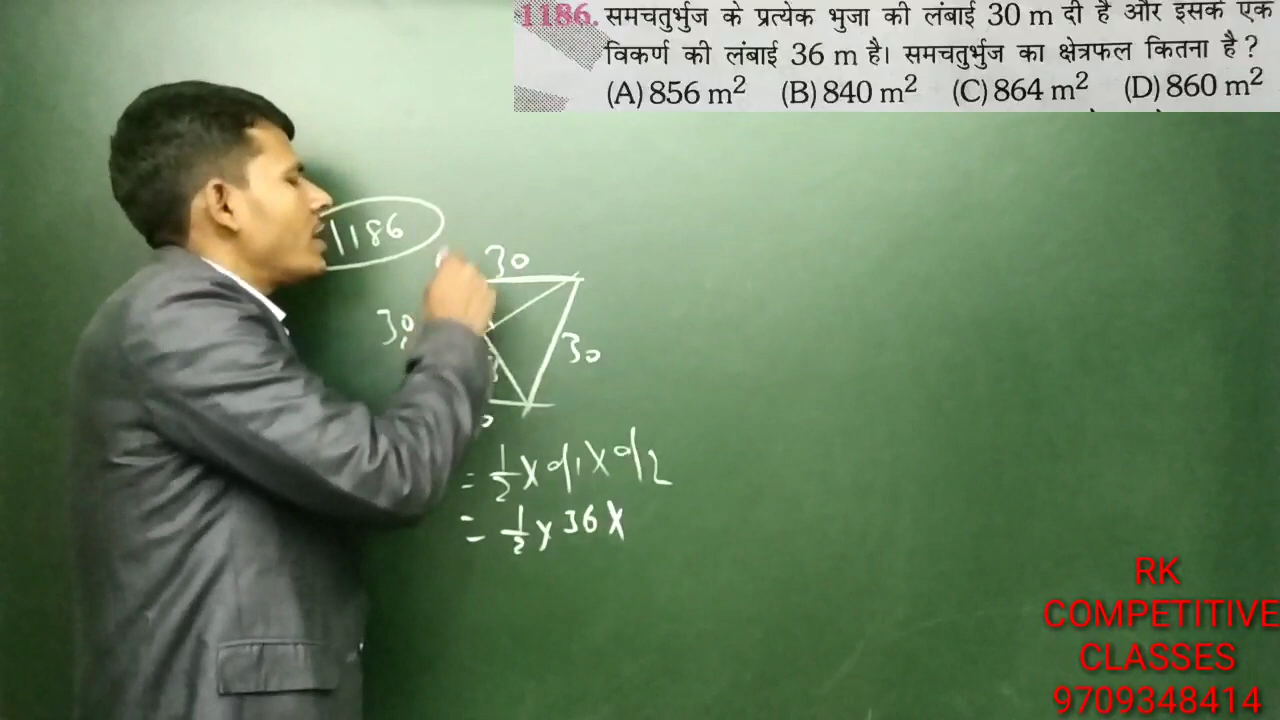 1186. समचतुर्भुज के प्रत्येक भुजा की लंबाई 30 m दी है और इसके एक
विकर्ण की लंबाई 36 m है। समचतुर्भुज का क्षेत्रफल कितना है?
(A) 856 m² (B) 840 m² (C) 864 m² (D) 860 m²
1186
30
30
30
= 1/2 × d1 × d2
= 1/2 × 36 ×
RK
COMPETITIVE
CLASSES
9709348414